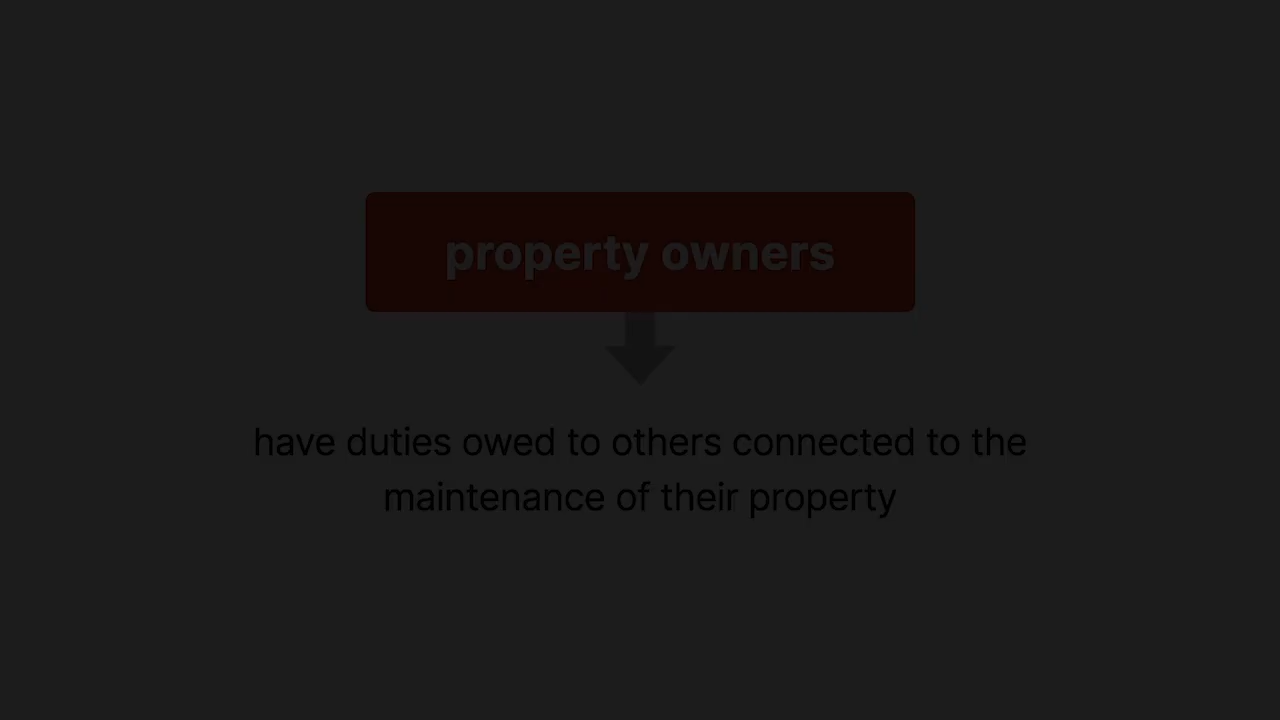 property owners
have duties owed to others connected to the
maintenance of their property